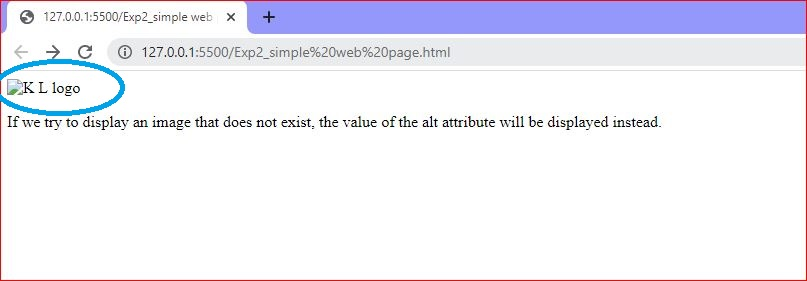 127.0.0.1:5500/Exp2_simple web
127.0.0.1:5500/Exp2_simple%20web%20page.html
K L logo
If we try to display an image that does not exist, the value of the alt attribute will be displayed instead.